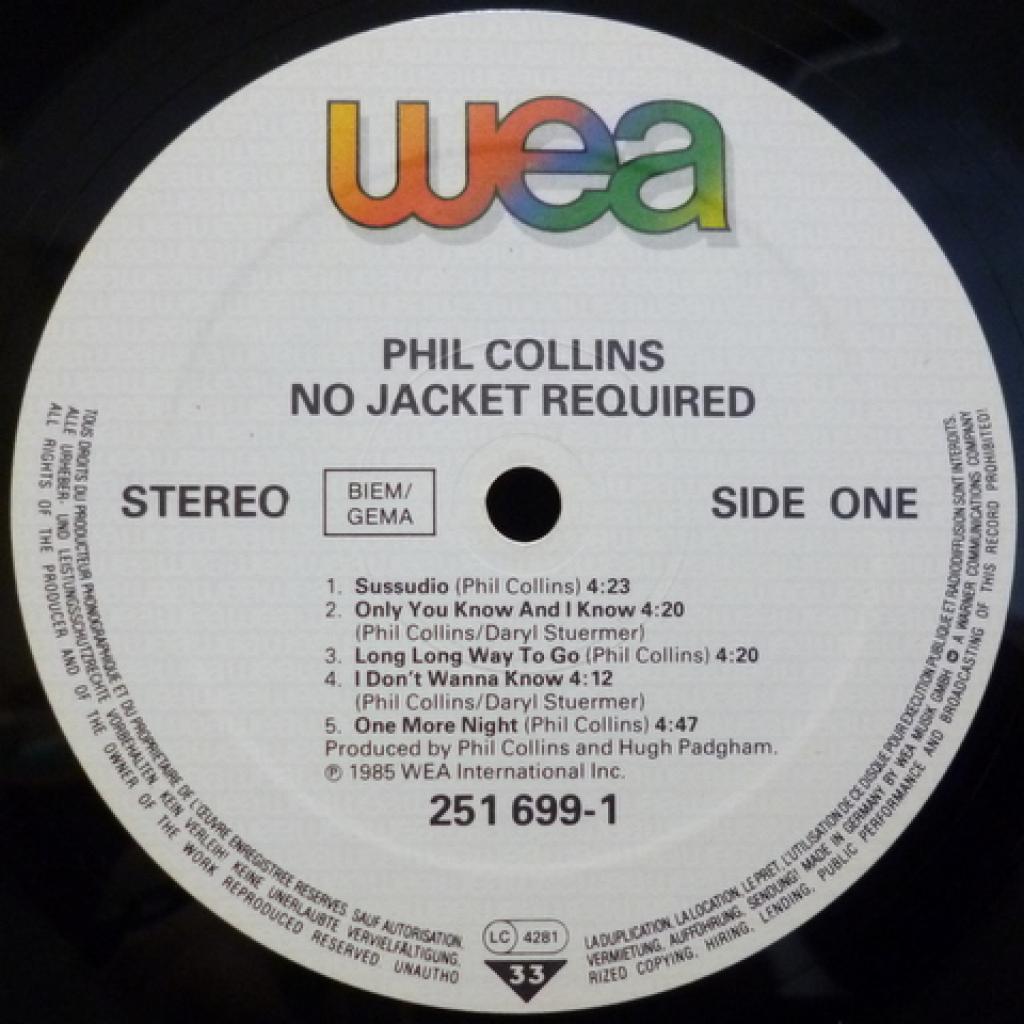 wea
PHIL COLLINS
NO JACKET REQUIRED
STEREO
BIEM/
GEMA
SIDE ONE
1. Sussudio (Phil Collins) 4:23
2. Only You Know And I Know 4:20
(Phil Collins/Daryl Stuermer)
3. Long Long Way To Go (Phil Collins) 4:20
4. I Don't Wanna Know 4:12
(Phil Collins/Daryl Stuermer)
5. One More Night (Phil Collins) 4:47
Produced by Phil Collins and Hugh Padgham.
℗ 1985 WEA International Inc.
251 699-1
TOUS DROITS DU PRODUCTEUR PHONOGRAPHIQUE ET DU PROPRIETAIRE DE L'ŒUVRE ENREGISTREE RESERVES. SAUF AUTORISATION,
ALLE URHEBER- UND LEISTUNGSSCHUTZRECHTE VORBEHALTEN. KEIN VERLEIH! KEINE UNERLAUBTE VERVIELFÄLTIGUNG,
ALL RIGHTS OF THE PRODUCER AND OF THE OWNER OF THE WORK REPRODUCED RESERVED. UNAUTHO
LC 4281
33
LA DUPLICATION, LA LOCATION, LE PRET, L'UTILISATION DE CE DISQUE POUR EXECUTION PUBLIQUE ET RADIODIFFUSION SONT INTERDITS.
VERMIETUNG, AUFFÜHRUNG, SENDUNG! MADE IN GERMANY BY WEA MUSIK GMBH A WARNER COMMUNICATIONS COMPANY
RIZED COPYING, HIRING, LENDING, PUBLIC PERFORMANCE AND BROADCASTING OF THIS RECORD PROHIBITED!